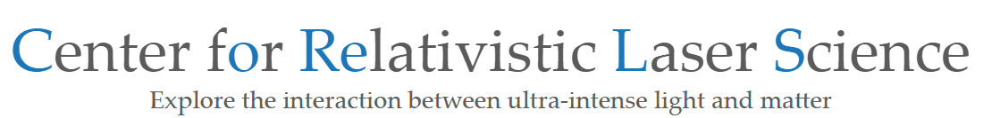 Center for Relativistic Laser Science
Explore the interaction between ultra-intense light and matter